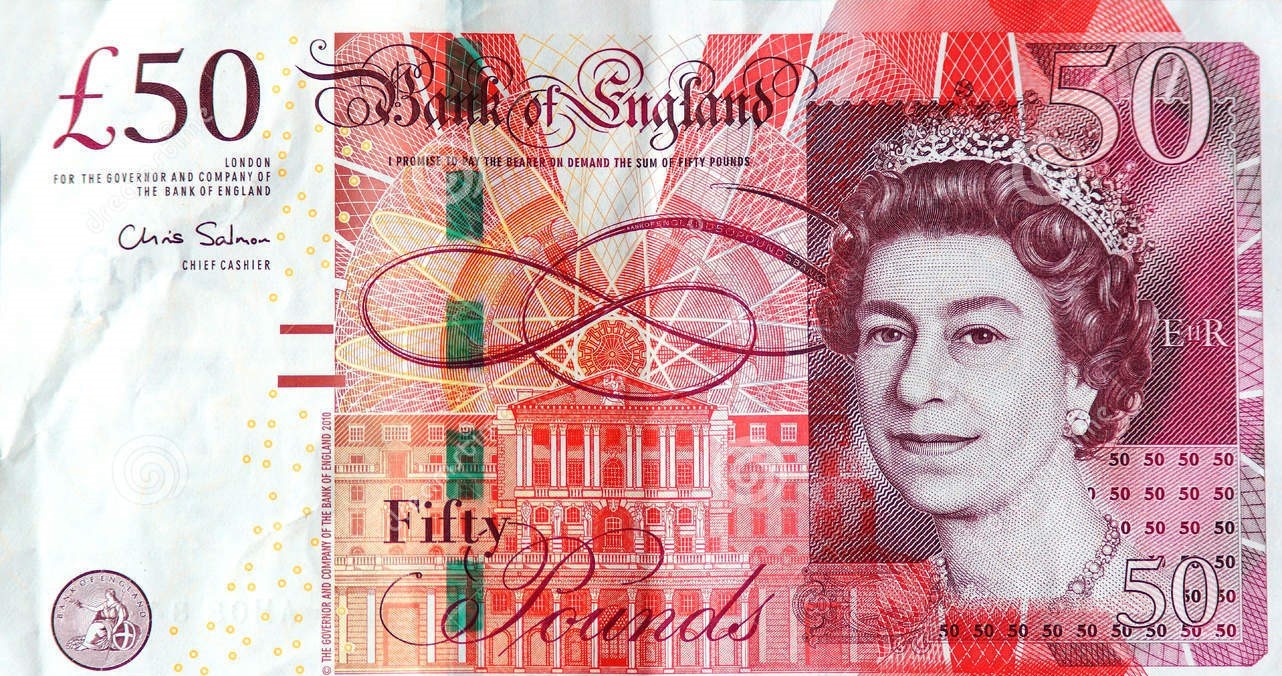 £50
LONDON
FOR THE GOVERNOR AND COMPANY OF
THE BANK OF ENGLAND
Chris Salmon
CHIEF CASHIER
Bank of England
I PROMISE TO PAY THE BEARER ON DEMAND THE SUM OF FIFTY POUNDS
50
EIIR
BANK OF ENGLAND
© THE GOVERNOR AND COMPANY OF THE BANK OF ENGLAND 2010
Fifty
Pounds
50 50 50 50
50 50 50
50 50 50
50
50
50 50
50 50 50 50 50 50 50 50 50